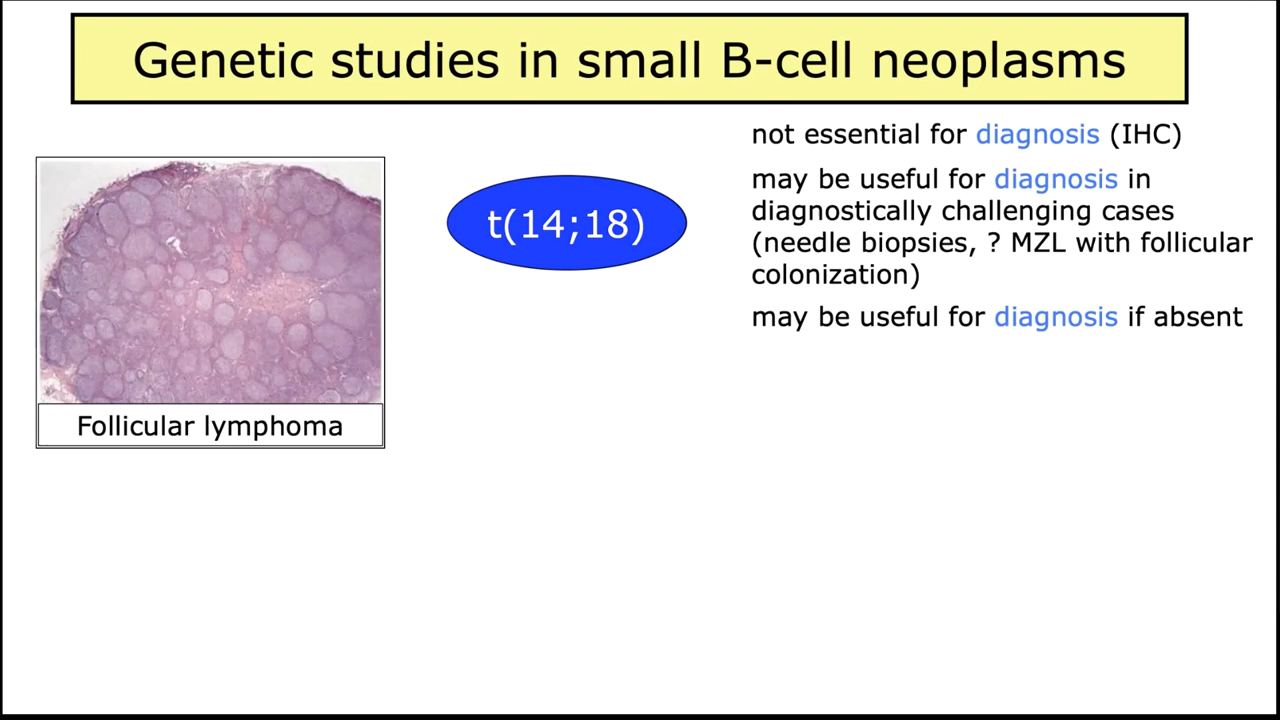 Genetic studies in small B-cell neoplasms
not essential for diagnosis (IHC)
may be useful for diagnosis in
diagnostically challenging cases
(needle biopsies, ? MZL with follicular
colonization)
may be useful for diagnosis if absent
t(14;18)
Follicular lymphoma